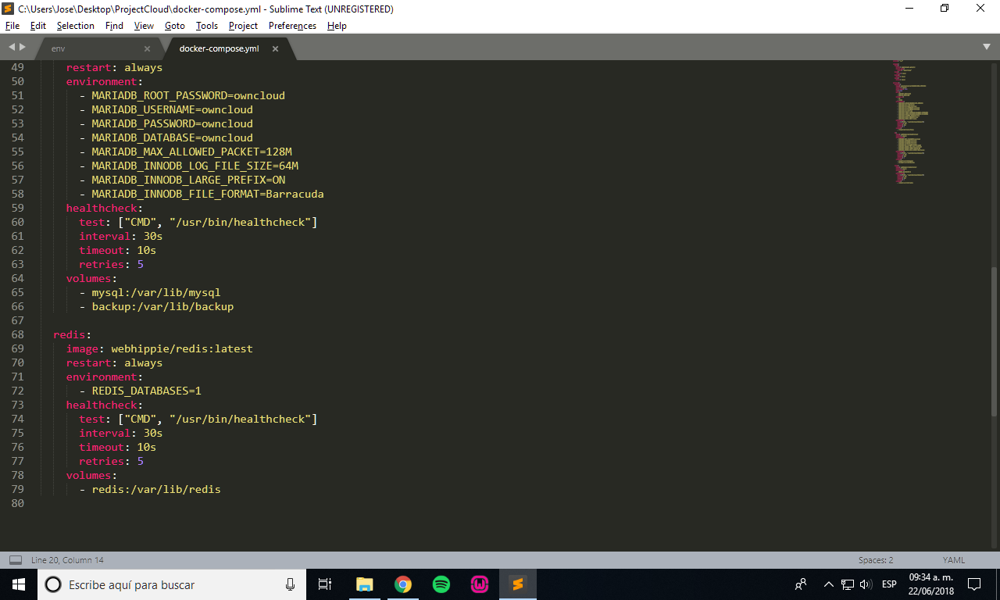 C:\Users\Jose\Desktop\ProjectCloud\docker-compose.yml - Sublime Text (UNREGISTERED)
File Edit Selection Find View Goto Tools Project Preferences Help
env docker-compose.yml
49 restart: always
50 environment:
51 - MARIADB_ROOT_PASSWORD=owncloud
52 - MARIADB_USERNAME=owncloud
53 - MARIADB_PASSWORD=owncloud
54 - MARIADB_DATABASE=owncloud
55 - MARIADB_MAX_ALLOWED_PACKET=128M
56 - MARIADB_INNODB_LOG_FILE_SIZE=64M
57 - MARIADB_INNODB_LARGE_PREFIX=ON
58 - MARIADB_INNODB_FILE_FORMAT=Barracuda
59 healthcheck:
60 test: ["CMD", "/usr/bin/healthcheck"]
61 interval: 30s
62 timeout: 10s
63 retries: 5
64 volumes:
65 - mysql:/var/lib/mysql
66 - backup:/var/lib/backup
67
68 redis:
69 image: webhippie/redis:latest
70 restart: always
71 environment:
72 - REDIS_DATABASES=1
73 healthcheck:
74 test: ["CMD", "/usr/bin/healthcheck"]
75 interval: 30s
76 timeout: 10s
77 retries: 5
78 volumes:
79 - redis:/var/lib/redis
80
Line 20, Column 14 Spaces: 2 YAML
Escribe aquí para buscar ESP 09:34 a. m.
22/06/2018